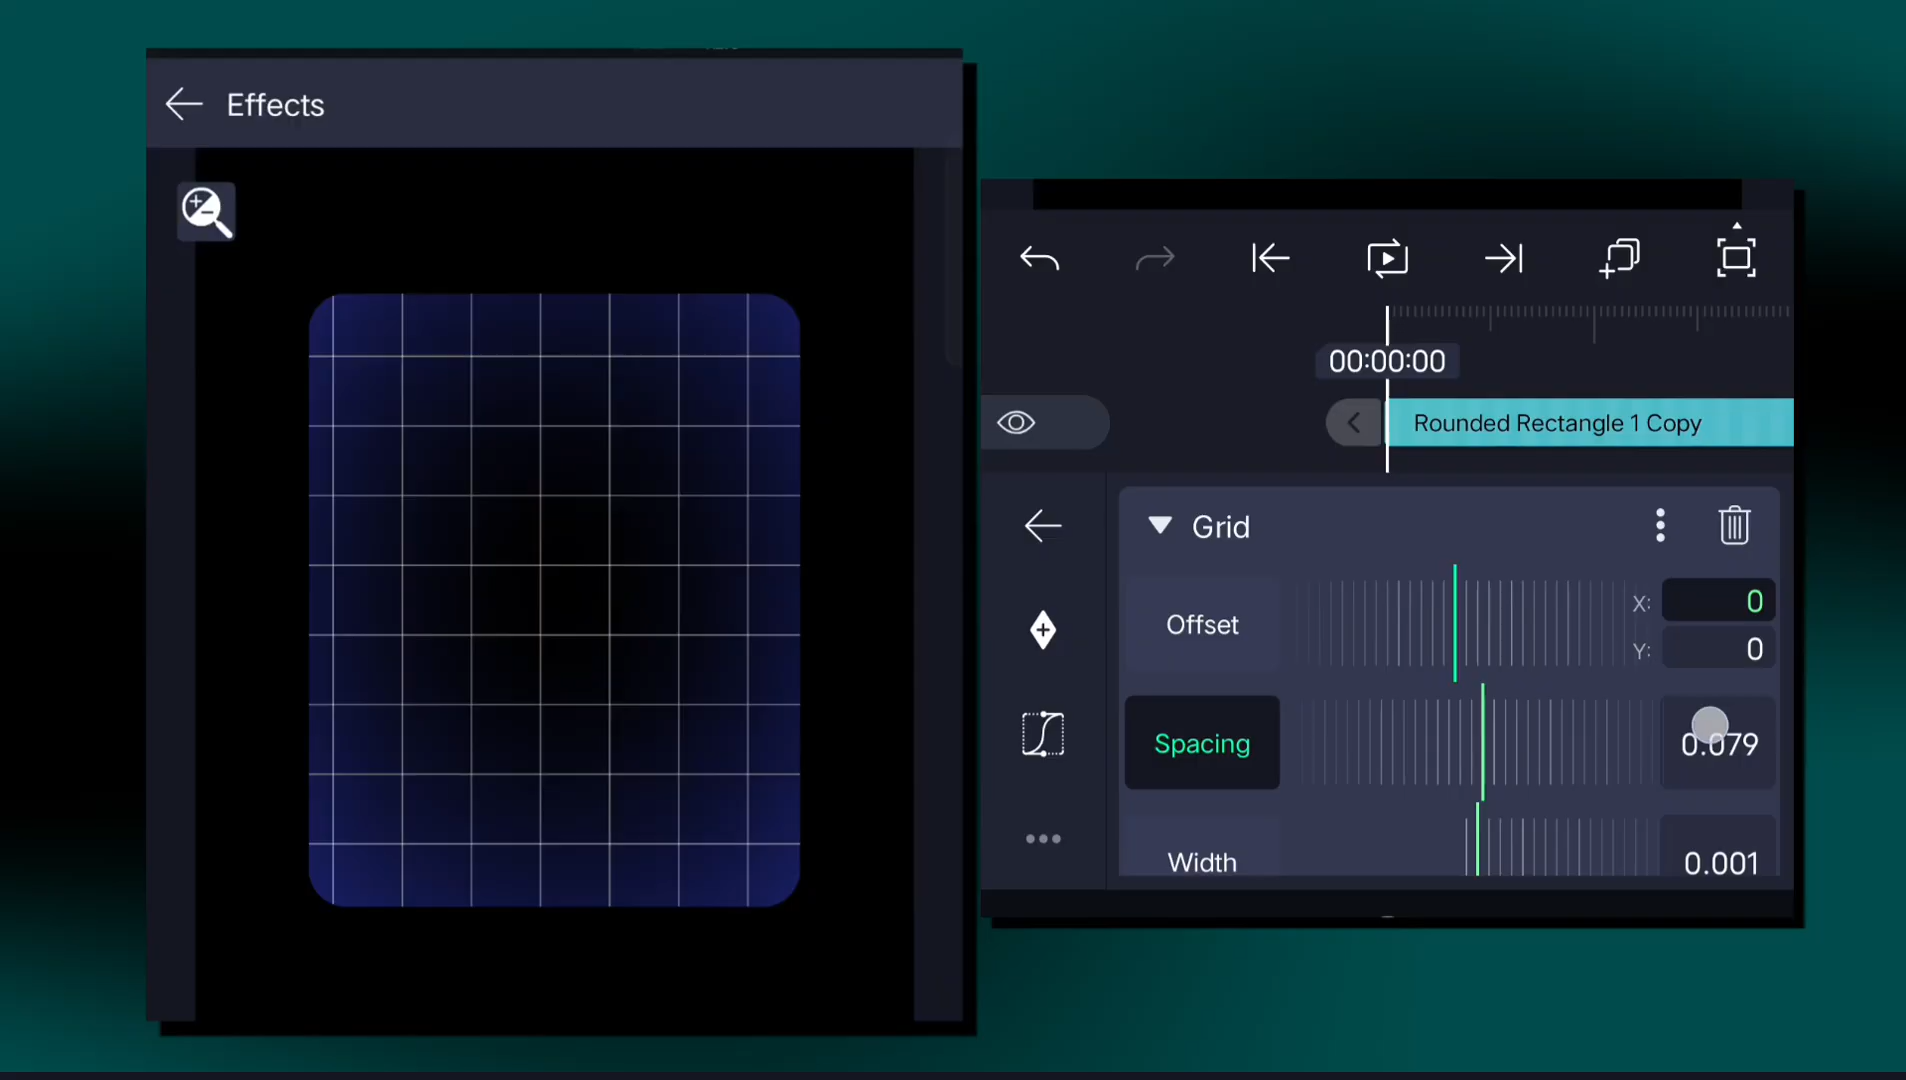 Effects
00:00:00
Rounded Rectangle 1 Copy
Grid
Offset
X: 0
Y: 0
Spacing
0.079
Width
0.001